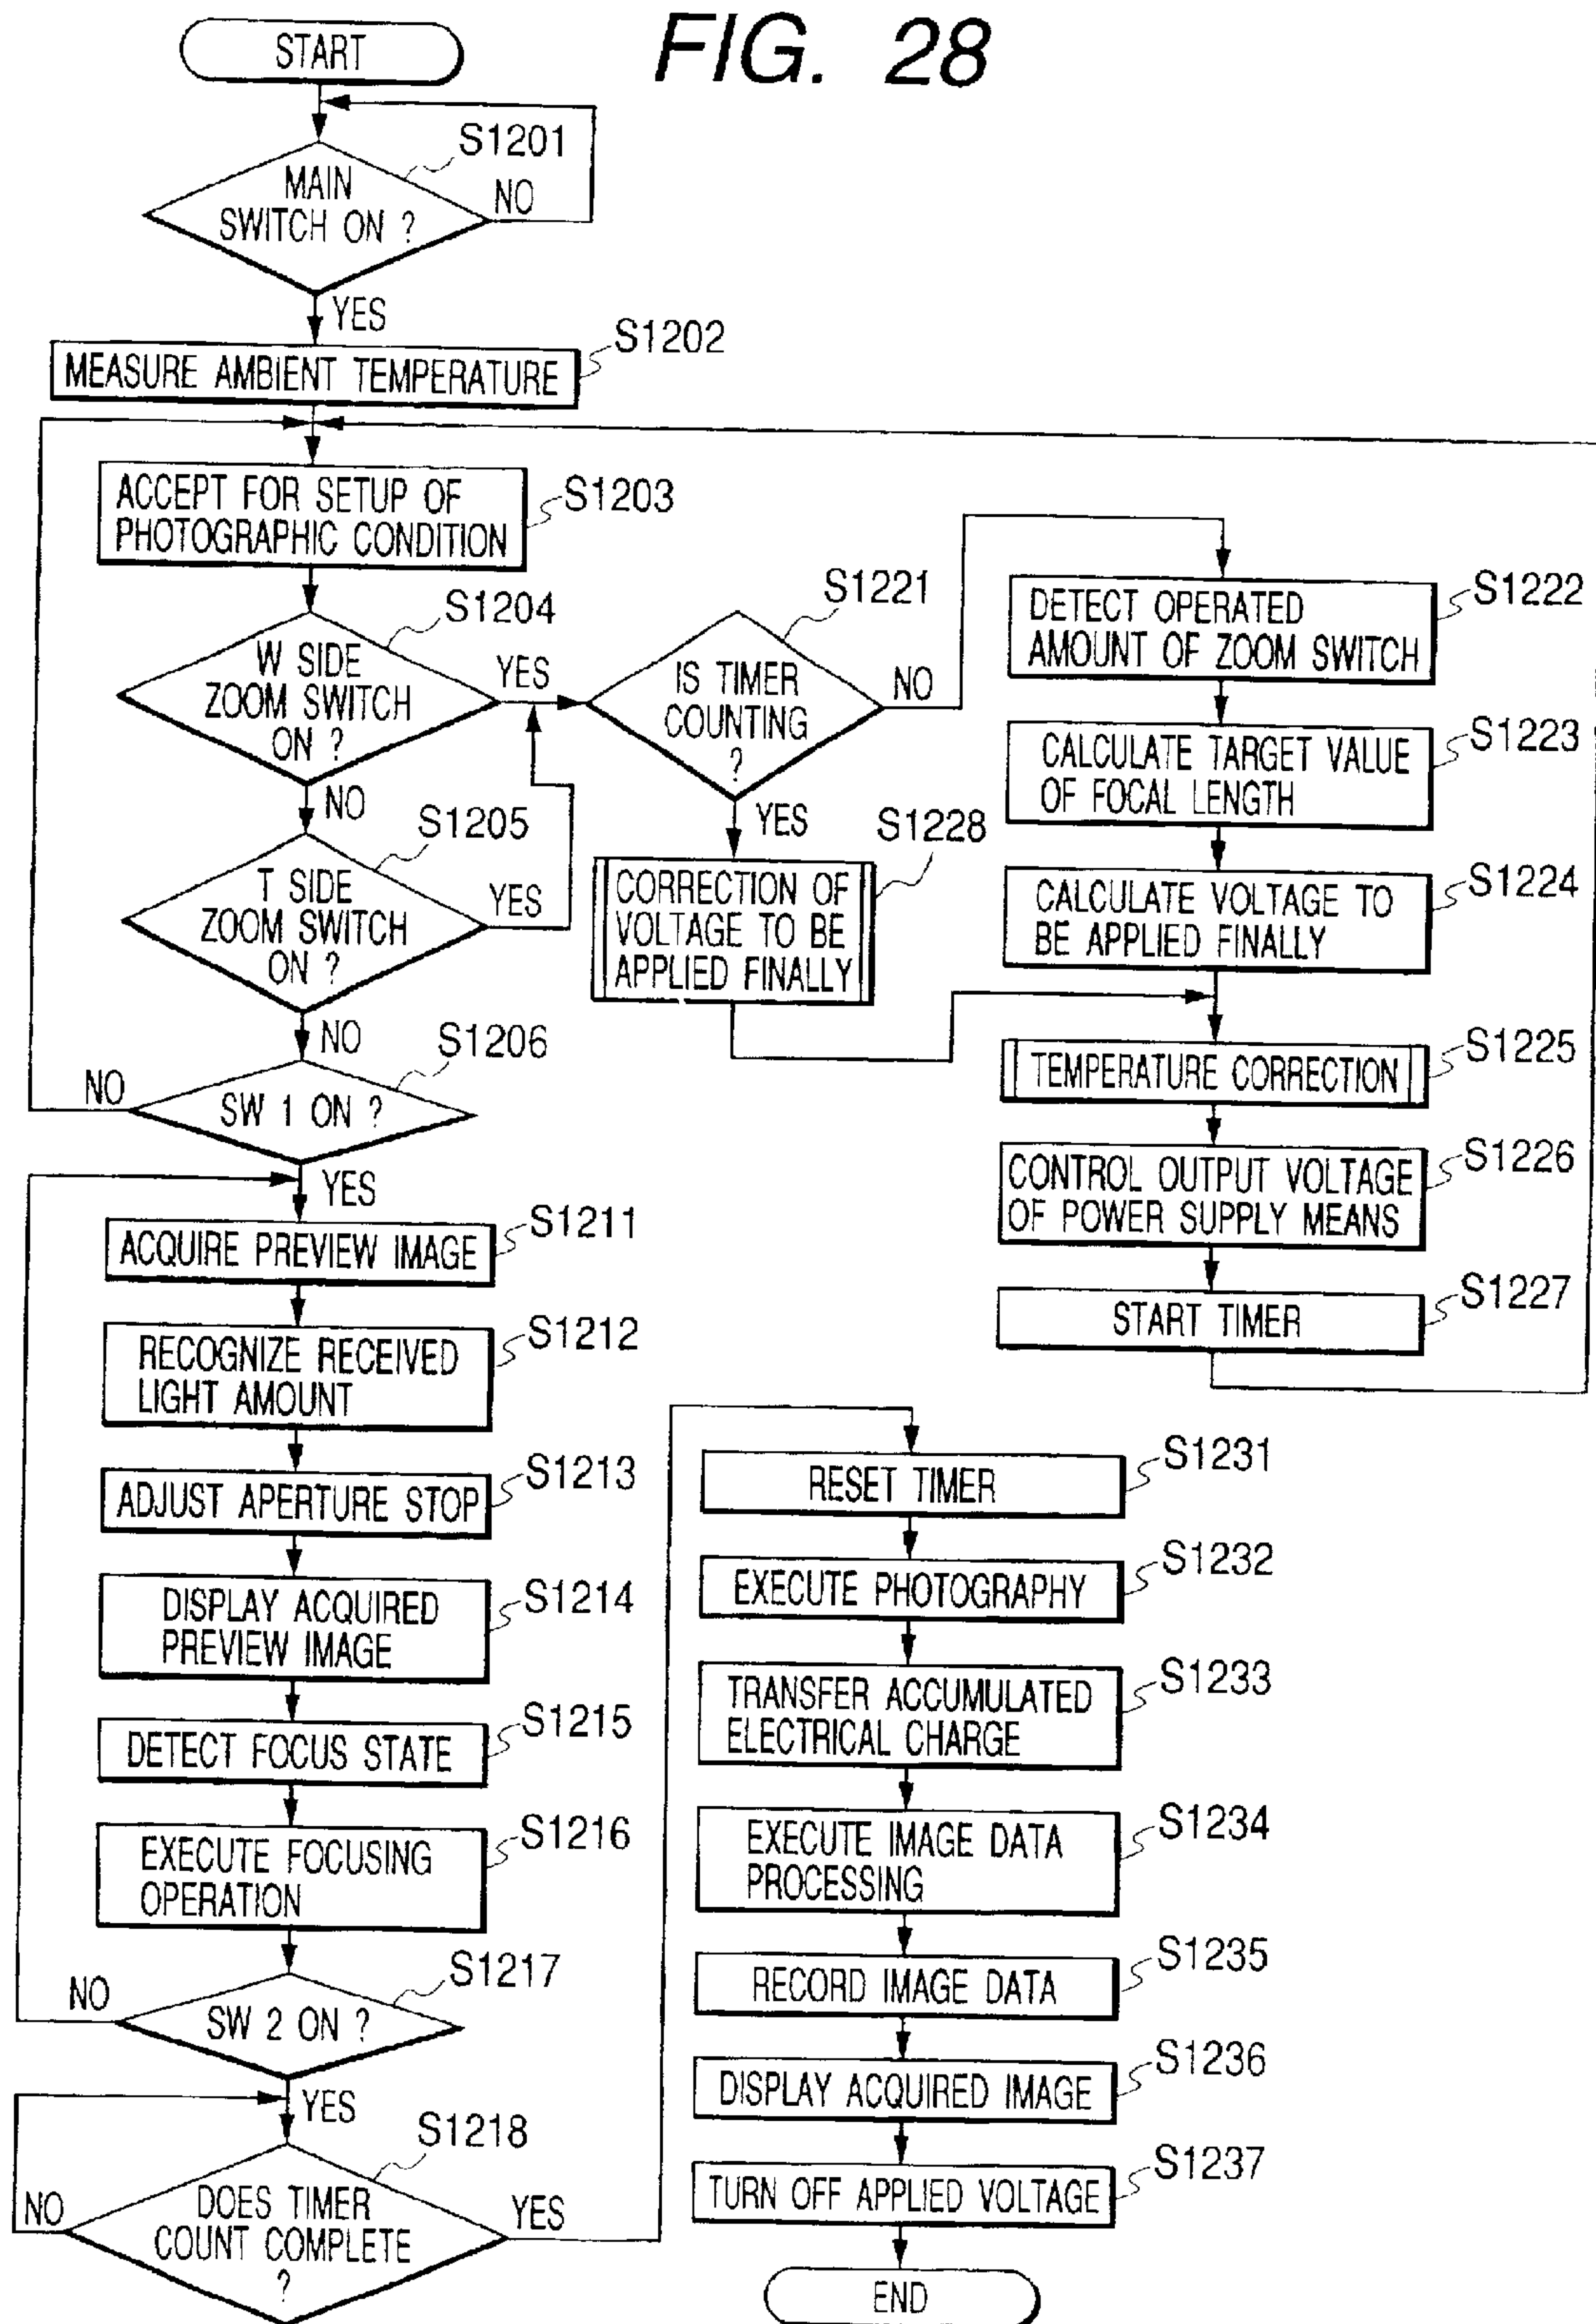 FIG. 28
START
S1201
MAIN
SWITCH ON ?
NO
YES
S1202
MEASURE AMBIENT TEMPERATURE
ACCEPT FOR SETUP OF
PHOTOGRAPHIC CONDITION
S1203
S1204
W SIDE
ZOOM SWITCH
ON ?
YES
NO
S1205
T SIDE
ZOOM SWITCH
ON ?
YES
NO
S1206
SW 1 ON ?
NO
YES
S1211
ACQUIRE PREVIEW IMAGE
S1212
RECOGNIZE RECEIVED
LIGHT AMOUNT
S1213
ADJUST APERTURE STOP
S1214
DISPLAY ACQUIRED
PREVIEW IMAGE
S1215
DETECT FOCUS STATE
S1216
EXECUTE FOCUSING
OPERATION
S1217
SW 2 ON ?
NO
YES
S1218
DOES TIMER
COUNT COMPLETE
?
NO
YES
S1221
IS TIMER
COUNTING
?
NO
YES
S1228
CORRECTION OF
VOLTAGE TO BE
APPLIED FINALLY
S1222
DETECT OPERATED
AMOUNT OF ZOOM SWITCH
S1223
CALCULATE TARGET VALUE
OF FOCAL LENGTH
S1224
CALCULATE VOLTAGE TO
BE APPLIED FINALLY
S1225
TEMPERATURE CORRECTION
S1226
CONTROL OUTPUT VOLTAGE
OF POWER SUPPLY MEANS
S1227
START TIMER
S1231
RESET TIMER
S1232
EXECUTE PHOTOGRAPHY
S1233
TRANSFER ACCUMULATED
ELECTRICAL CHARGE
S1234
EXECUTE IMAGE DATA
PROCESSING
S1235
RECORD IMAGE DATA
S1236
DISPLAY ACQUIRED IMAGE
S1237
TURN OFF APPLIED VOLTAGE
END